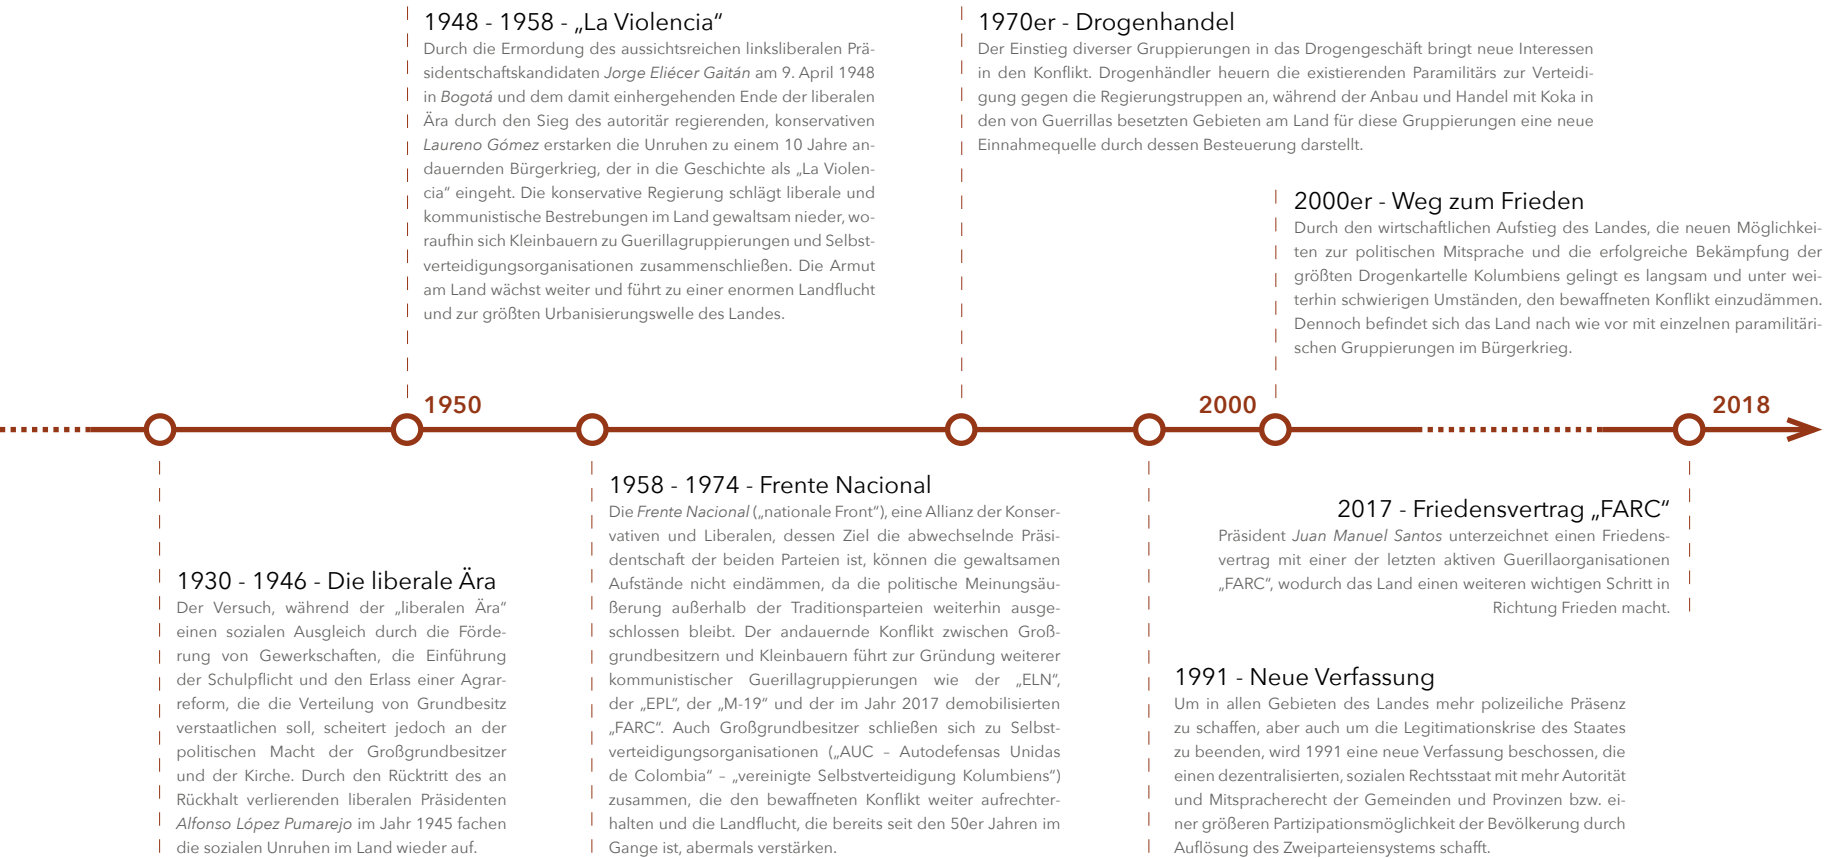 1948 - 1958 - „La Violencia“
Durch die Ermordung des aussichtsreichen linksliberalen Prä-
sidentschaftskandidaten Jorge Eliécer Gaitán am 9. April 1948
in Bogotá und dem damit einhergehenden Ende der liberalen
Ära durch den Sieg des autoritär regierenden, konservativen
Laureno Gómez erstarken die Unruhen zu einem 10 Jahre an-
dauernden Bürgerkrieg, der in die Geschichte als „La Violen-
cia“ eingeht. Die konservative Regierung schlägt liberale und
kommunistische Bestrebungen im Land gewaltsam nieder, wo-
raufhin sich Kleinbauern zu Guerillagruppierungen und Selbst-
verteidigungsorganisationen zusammenschließen. Die Armut
am Land wächst weiter und führt zu einer enormen Landflucht
und zur größten Urbanisierungswelle des Landes.
1970er - Drogenhandel
Der Einstieg diverser Gruppierungen in das Drogengeschäft bringt neue Interessen
in den Konflikt. Drogenhändler heuern die existierenden Paramilitärs zur Verteidi-
gung gegen die Regierungstruppen an, während der Anbau und Handel mit Koka in
den von Guerrillas besetzten Gebieten am Land für diese Gruppierungen eine neue
Einnahmequelle durch dessen Besteuerung darstellt.
2000er - Weg zum Frieden
Durch den wirtschaftlichen Aufstieg des Landes, die neuen Möglichkei-
ten zur politischen Mitsprache und die erfolgreiche Bekämpfung der
größten Drogenkartelle Kolumbiens gelingt es langsam und unter wei-
terhin schwierigen Umständen, den bewaffneten Konflikt einzudämmen.
Dennoch befindet sich das Land nach wie vor mit einzelnen paramilitäri-
schen Gruppierungen im Bürgerkrieg.
1950
2000
2018
1930 - 1946 - Die liberale Ära
Der Versuch, während der „liberalen Ära“
einen sozialen Ausgleich durch die Förde-
rung von Gewerkschaften, die Einführung
der Schulpflicht und den Erlass einer Agrar-
reform, die die Verteilung von Grundbesitz
verstaatlichen soll, scheitert jedoch an der
politischen Macht der Großgrundbesitzer
und der Kirche. Durch den Rücktritt des an
Rückhalt verlierenden liberalen Präsidenten
Alfonso López Pumarejo im Jahr 1945 fachen
die sozialen Unruhen im Land wieder auf.
1958 - 1974 - Frente Nacional
Die Frente Nacional („nationale Front“), eine Allianz der Konser-
vativen und Liberalen, dessen Ziel die abwechselnde Präsi-
dentschaft der beiden Parteien ist, können die gewaltsamen
Aufstände nicht eindämmen, da die politische Meinungsäu-
ßerung außerhalb der Traditionsparteien weiterhin ausge-
schlossen bleibt. Der andauernde Konflikt zwischen Groß-
grundbesitzern und Kleinbauern führt zur Gründung weiterer
kommunistischer Guerillagruppierungen wie der „ELN“,
der „EPL“, der „M-19“ und der im Jahr 2017 demobilisierten
„FARC“. Auch Großgrundbesitzer schließen sich zu Selbst-
verteidigungsorganisationen („AUC – Autodefensas Unidas
de Colombia“ – „vereinigte Selbstverteidigung Kolumbiens“)
zusammen, die den bewaffneten Konflikt weiter aufrechter-
halten und die Landflucht, die bereits seit den 50er Jahren im
Gange ist, abermals verstärken.
2017 - Friedensvertrag „FARC“
Präsident Juan Manuel Santos unterzeichnet einen Friedens-
vertrag mit einer der letzten aktiven Guerillaorganisationen
„FARC“, wodurch das Land einen weiteren wichtigen Schritt in
Richtung Frieden macht.
1991 - Neue Verfassung
Um in allen Gebieten des Landes mehr polizeiliche Präsenz
zu schaffen, aber auch um die Legitimationskrise des Staates
zu beenden, wird 1991 eine neue Verfassung beschossen, die
einen dezentralisierten, sozialen Rechtsstaat mit mehr Autorität
und Mitspracherecht der Gemeinden und Provinzen bzw. ei-
ner größeren Partizipationsmöglichkeit der Bevölkerung durch
Auflösung des Zweiparteiensystems schafft.